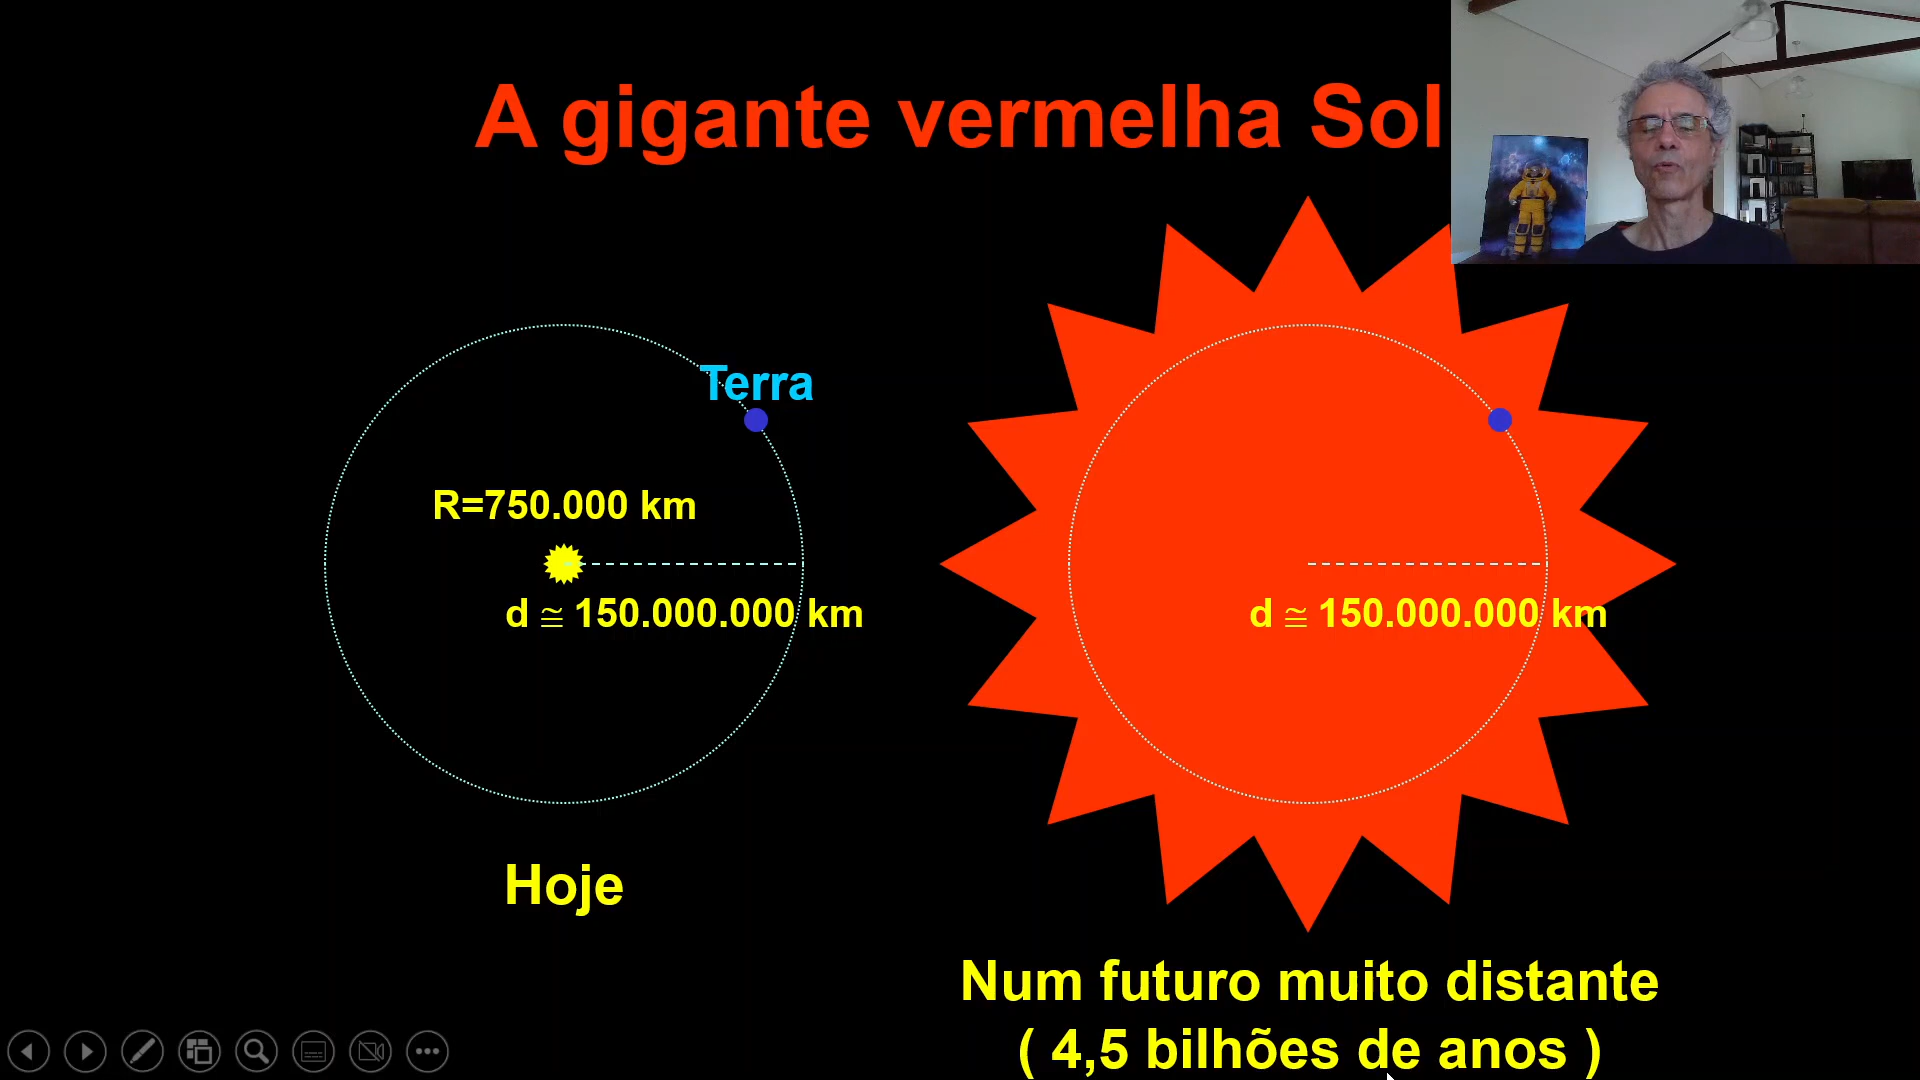 A gigante vermelha Sol
Terra
R=750.000 km
d ≅ 150.000.000 km
d ≅ 150.000.000 km
Hoje
Num futuro muito distante
( 4,5 bilhões de anos )